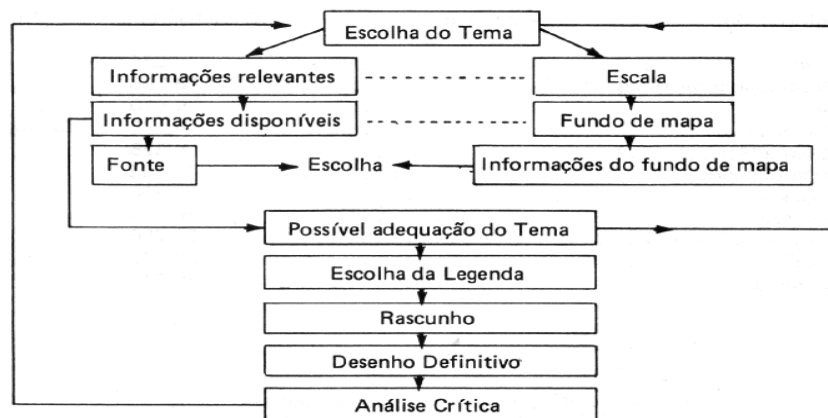 Escolha do Tema
Informações relevantes
Escala
Informações disponíveis
Fundo de mapa
Fonte
Escolha
Informações do fundo de mapa
Possível adequação do Tema
Escolha da Legenda
Rascunho
Desenho Definitivo
Análise Crítica